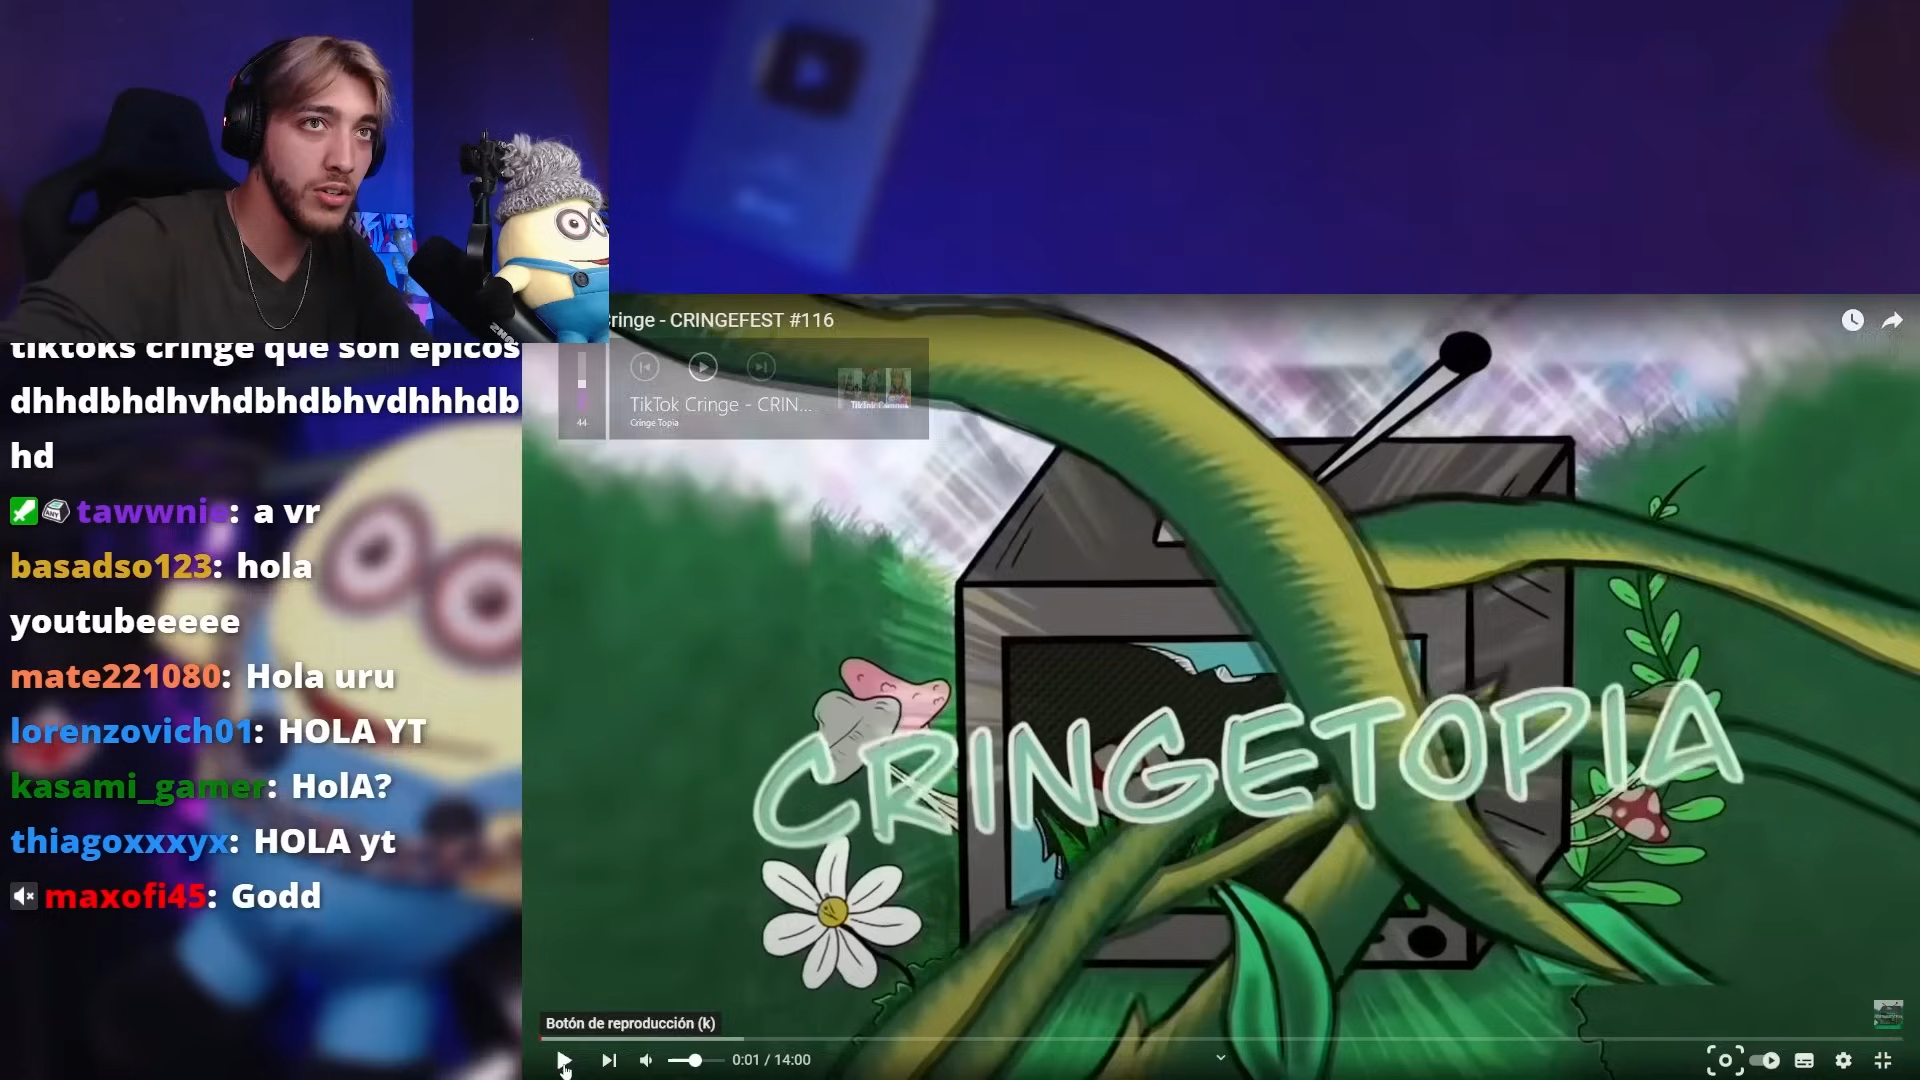 Cringe - CRINGEFEST #116
TikTok Cringe - CRIN...
Cringe Topia
44
tiktoks cringe que son epicos
dhhdbhdhvhdbhdbhvdhhhdb
hd
tawwnie: a vr
basadso123: hola
youtubeeeee
mate221080: Hola uru
lorenzovich01: HOLA YT
kasami_gamer: HolA?
thiagoxxxyx: HOLA yt
maxofi45: Godd
CRINGETOPIA
Botón de reproducción (k)
0:01 / 14:00